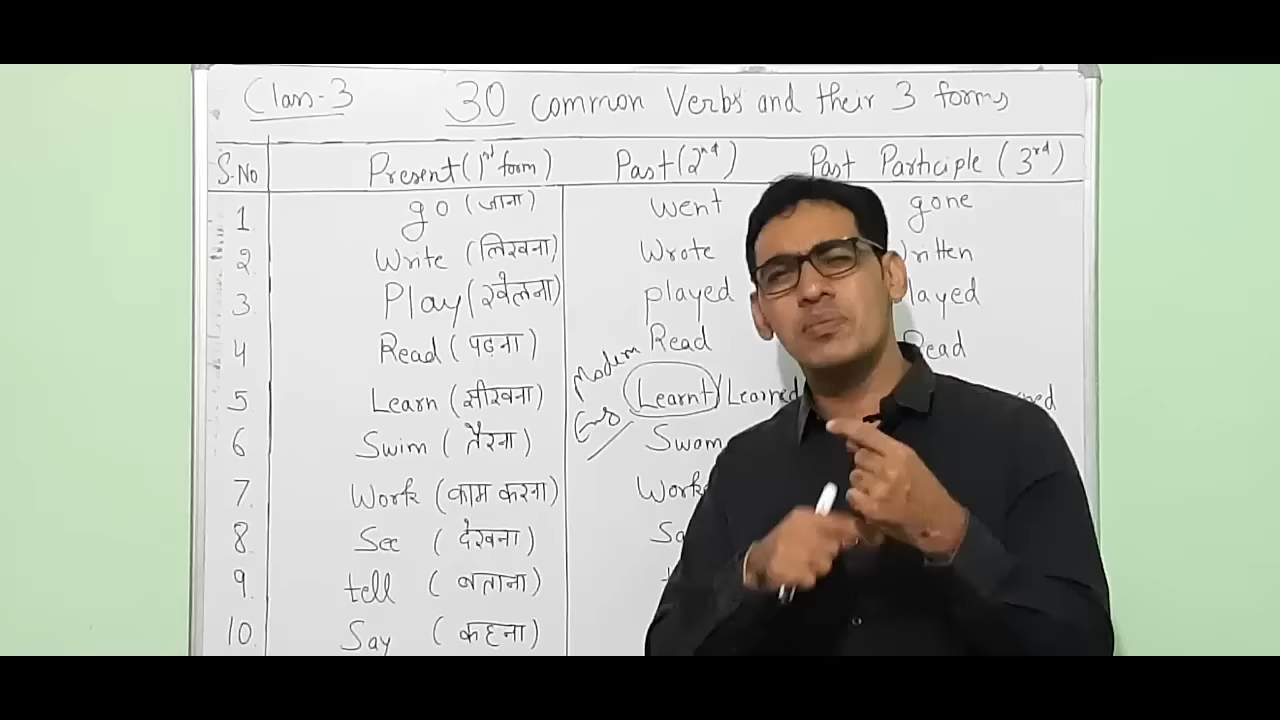 Class-3 30 common Verbs and their 3 forms
S.No Present (1st form) Past (2nd) Past Participle (3rd)
1 go (जाना) went gone
2 Write (लिखना) Wrote
3 Play (खेलना) played
4 Read (पढ़ना) Read
Modern
5 Learn (सीखना) Learnt / Learned
6 Swim (तैरना) Swam
7 Work (काम करना)
8 See (देखना)
9 tell (बताना)
10. Say (कहना)